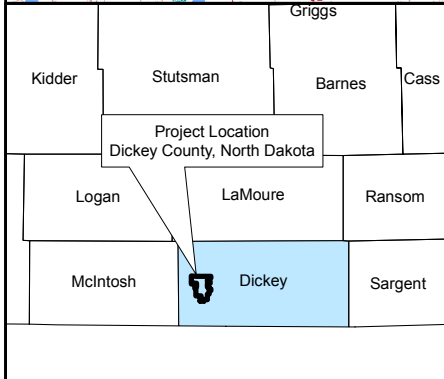 Griggs
Kidder
Stutsman
Barnes
Cass
Project Location
Dickey County, North Dakota
Logan
LaMoure
Ransom
McIntosh
Dickey
Sargent